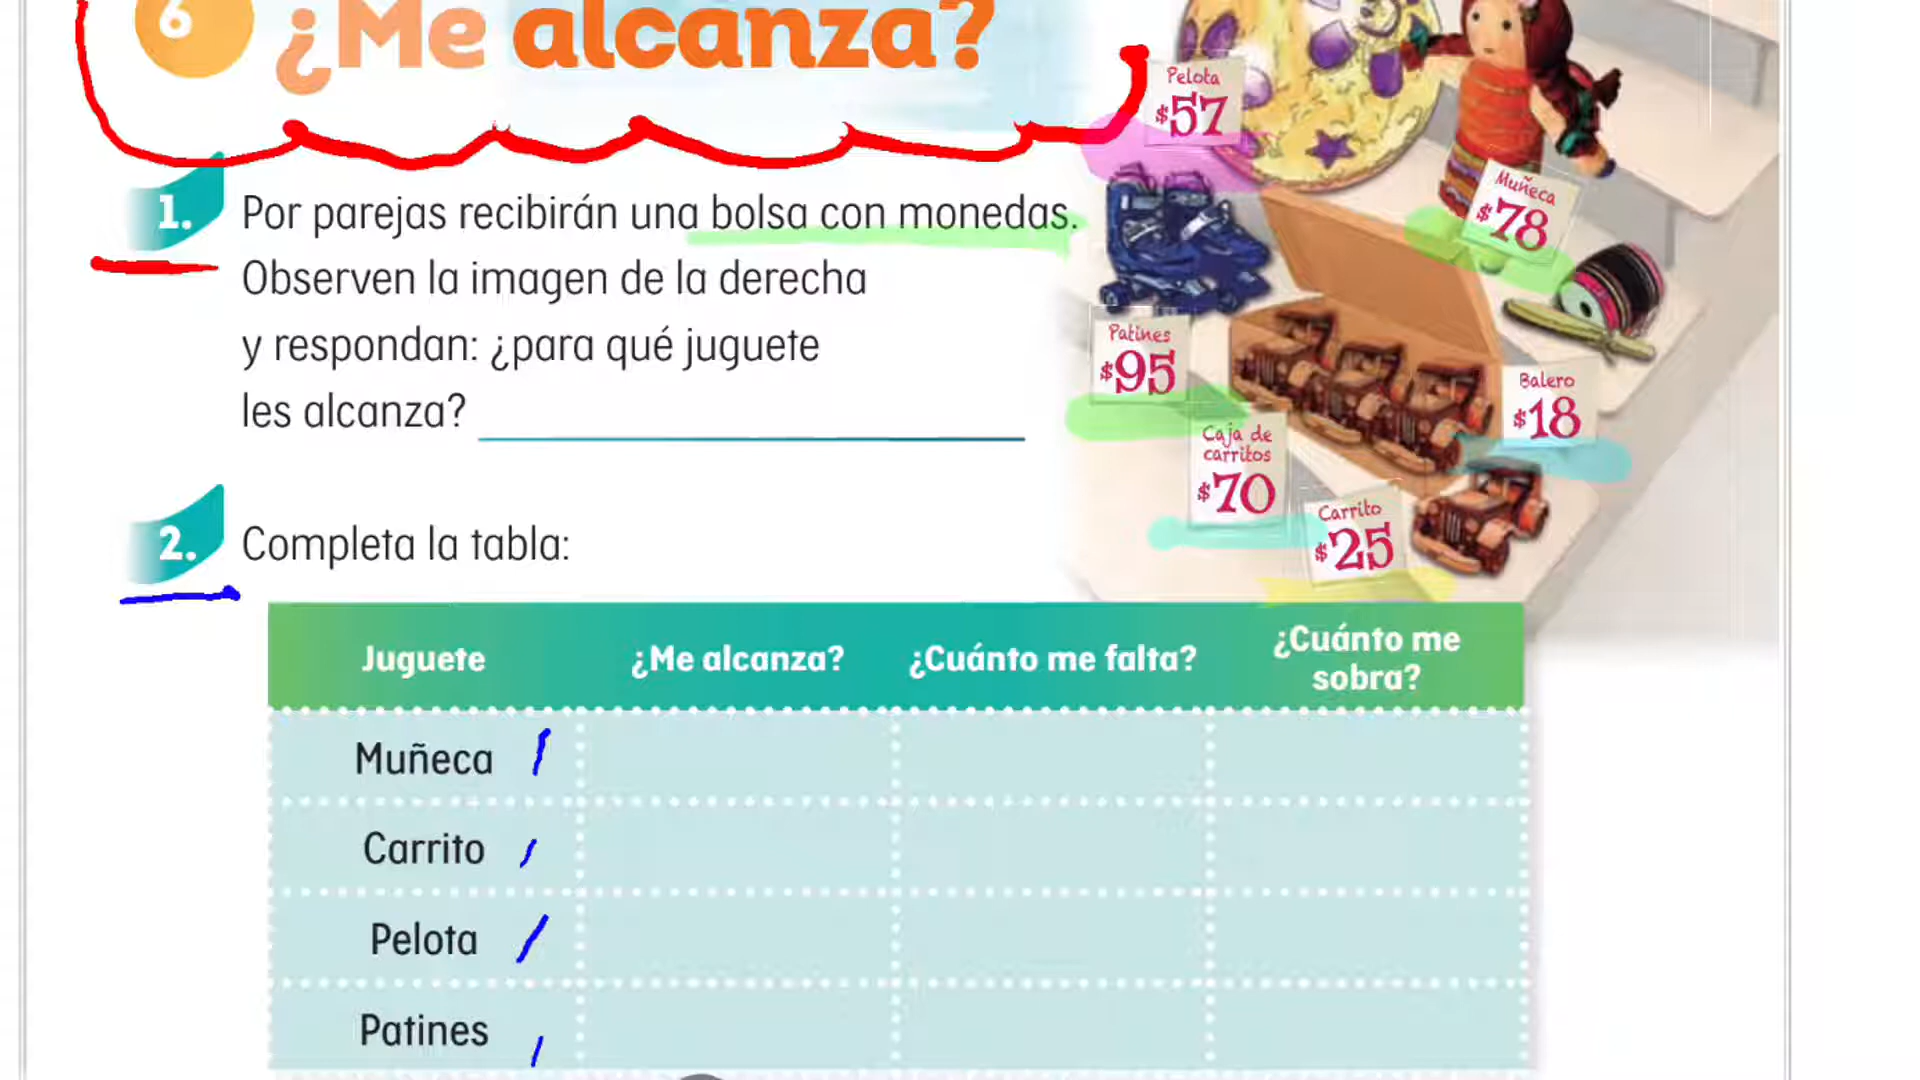 6 ¿Me alcanza?
1. Por parejas recibirán una bolsa con monedas.
Observen la imagen de la derecha
y respondan: ¿para qué juguete
les alcanza?
Pelota
$57
Muñeca
$78
Patines
$95
Balero
$18
Caja de
carritos
$70
Carrito
$25
2. Completa la tabla:
Juguete ¿Me alcanza? ¿Cuánto me falta? ¿Cuánto me
sobra?
Muñeca
Carrito
Pelota
Patines